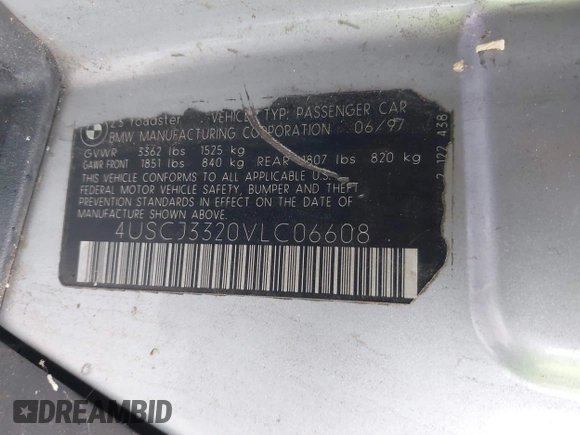 BMW
Z3 roadster VEHICLE TYP: PASSENGER CAR
BMW MANUFACTURING CORPORATION 06/97
GVWR 3362 lbs 1525 kg
GAWR FRONT 1851 lbs 840 kg REAR 1807 lbs 820 kg
THIS VEHICLE CONFORMS TO ALL APPLICABLE U.S.
FEDERAL MOTOR VEHICLE SAFETY, BUMPER AND THEFT
PREVENTION STANDARDS IN EFFECT ON THE DATE OF
MANUFACTURE SHOWN ABOVE.
4USCJ3320VLC06608
7 122 438
DREAMBID